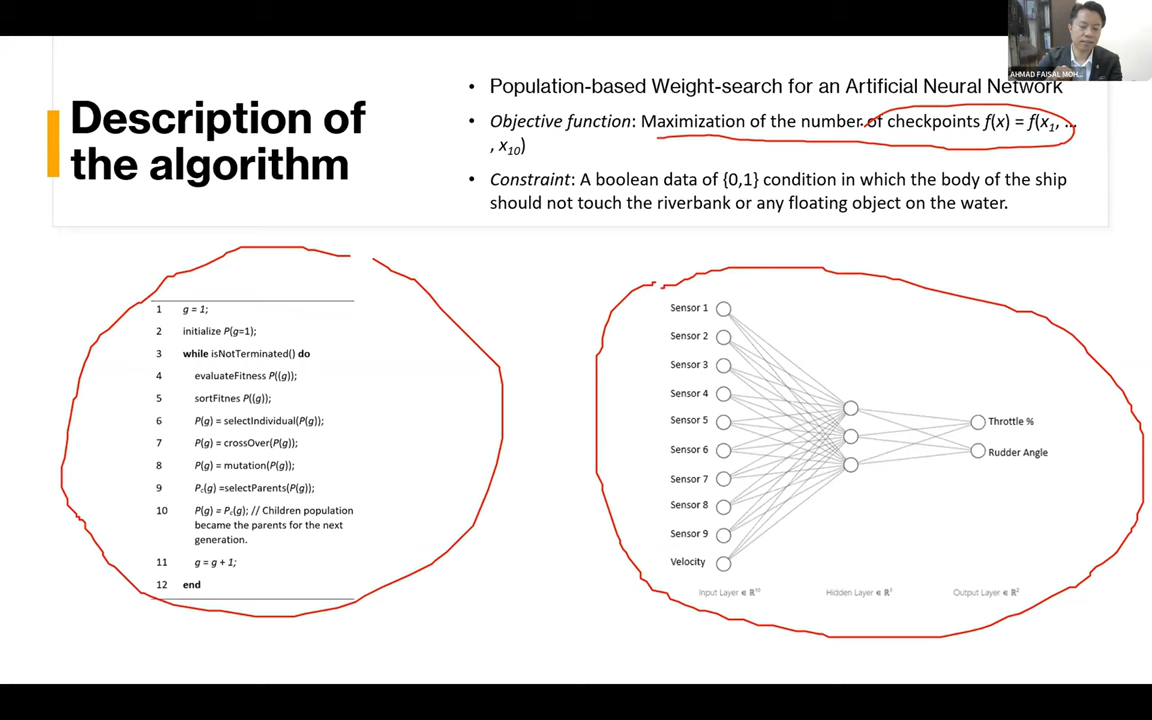 AHMAD FAISAL MOH...
Description of
the algorithm
• Population-based Weight-search for an Artificial Neural Network
• Objective function: Maximization of the number of checkpoints f(x) = f(x1, ...
, x10)
• Constraint: A boolean data of {0,1} condition in which the body of the ship
should not touch the riverbank or any floating object on the water.
1 g = 1;
2 initialize P(g=1);
3 while isNotTerminated() do
4 evaluateFitness P((g));
5 sortFitnes P((g));
6 P(g) = selectIndividual(P(g));
7 P(g) = crossOver(P(g));
8 P(g) = mutation(P(g));
9 Pc(g) =selectParents(P(g));
10 P(g) = Pc(g); // Children population
became the parents for the next
generation.
11 g = g + 1;
12 end
Sensor 1
Sensor 2
Sensor 3
Sensor 4
Sensor 5
Sensor 6
Sensor 7
Sensor 8
Sensor 9
Velocity
Throttle %
Rudder Angle
Input Layer ∈ ℝ¹⁰
Hidden Layer ∈ ℝ³
Output Layer ∈ ℝ²